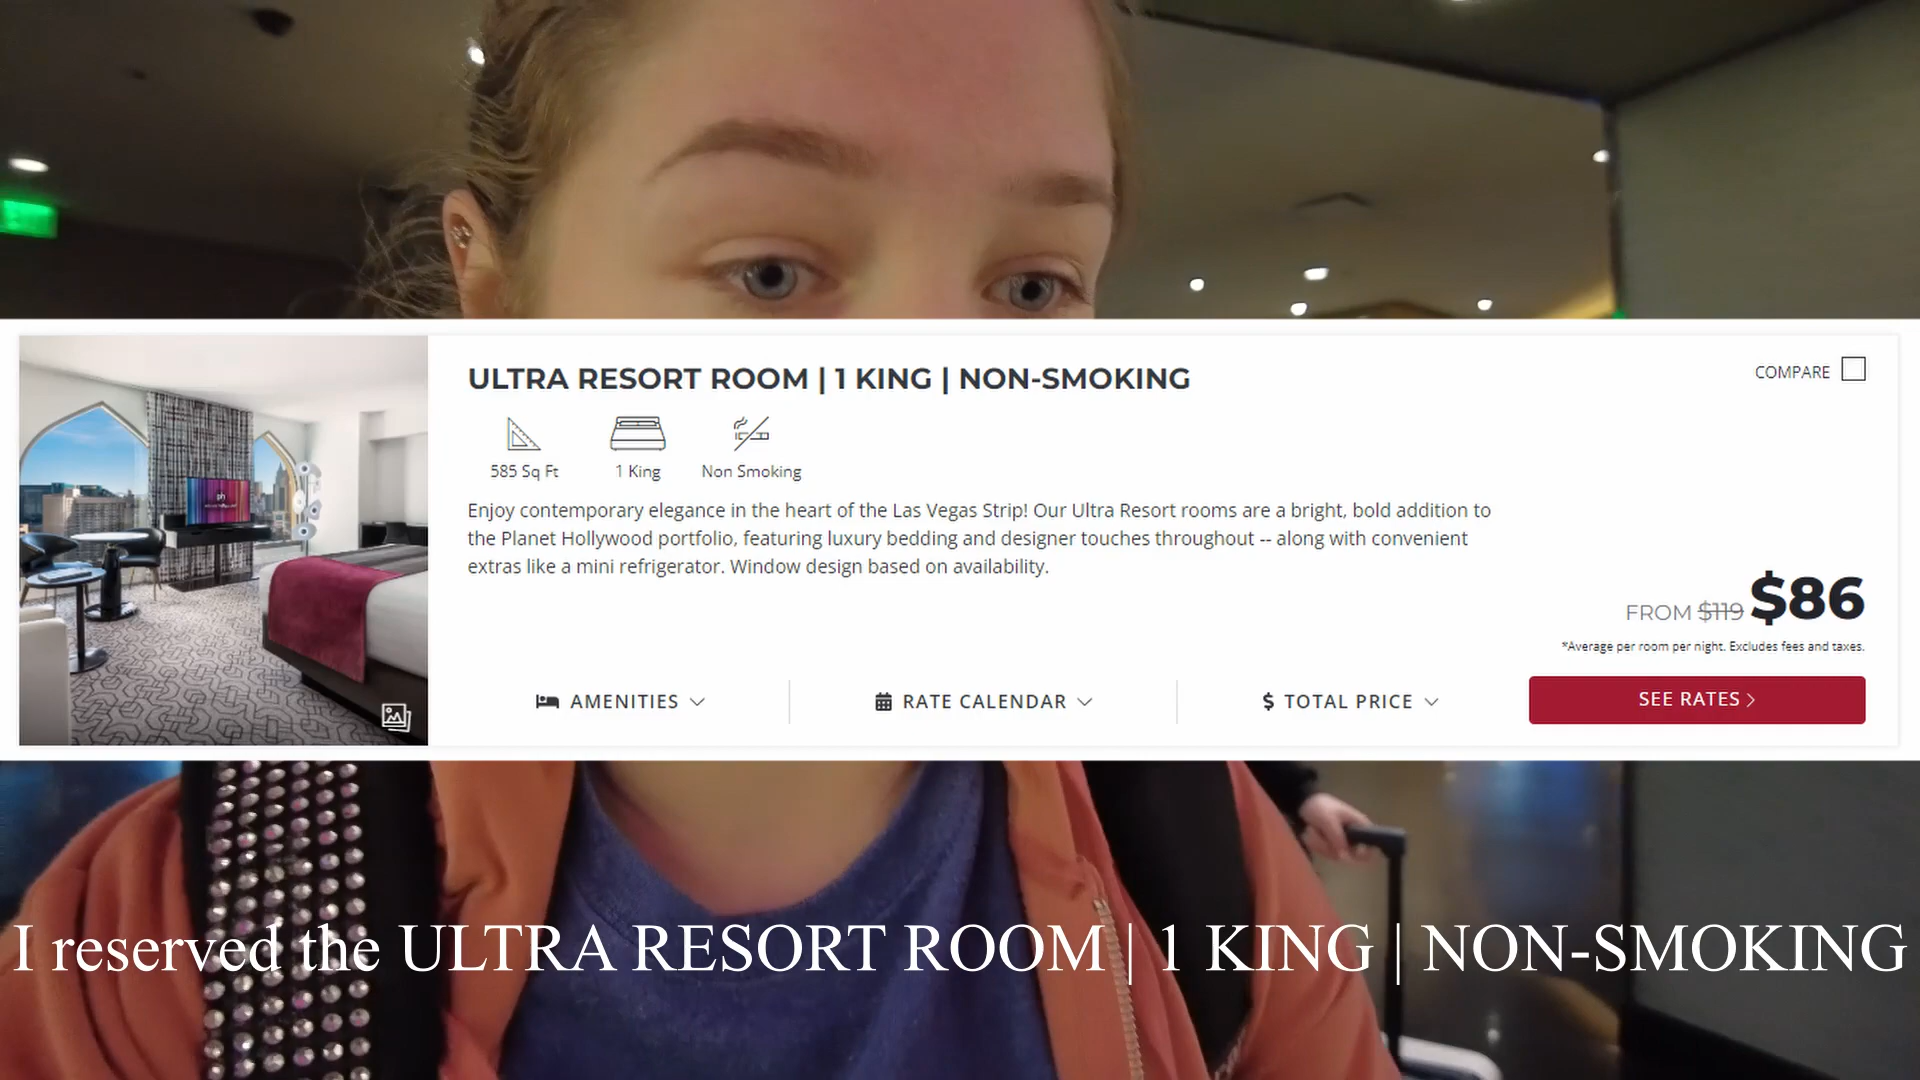 ULTRA RESORT ROOM | 1 KING | NON-SMOKING
COMPARE
585 Sq Ft
1 King
Non Smoking
Enjoy contemporary elegance in the heart of the Las Vegas Strip! Our Ultra Resort rooms are a bright, bold addition to
the Planet Hollywood portfolio, featuring luxury bedding and designer touches throughout -- along with convenient
extras like a mini refrigerator. Window design based on availability.
FROM $119 $86
*Average per room per night. Excludes fees and taxes.
AMENITIES
RATE CALENDAR
$ TOTAL PRICE
SEE RATES
ph
I reserved the ULTRA RESORT ROOM | 1 KING | NON-SMOKING